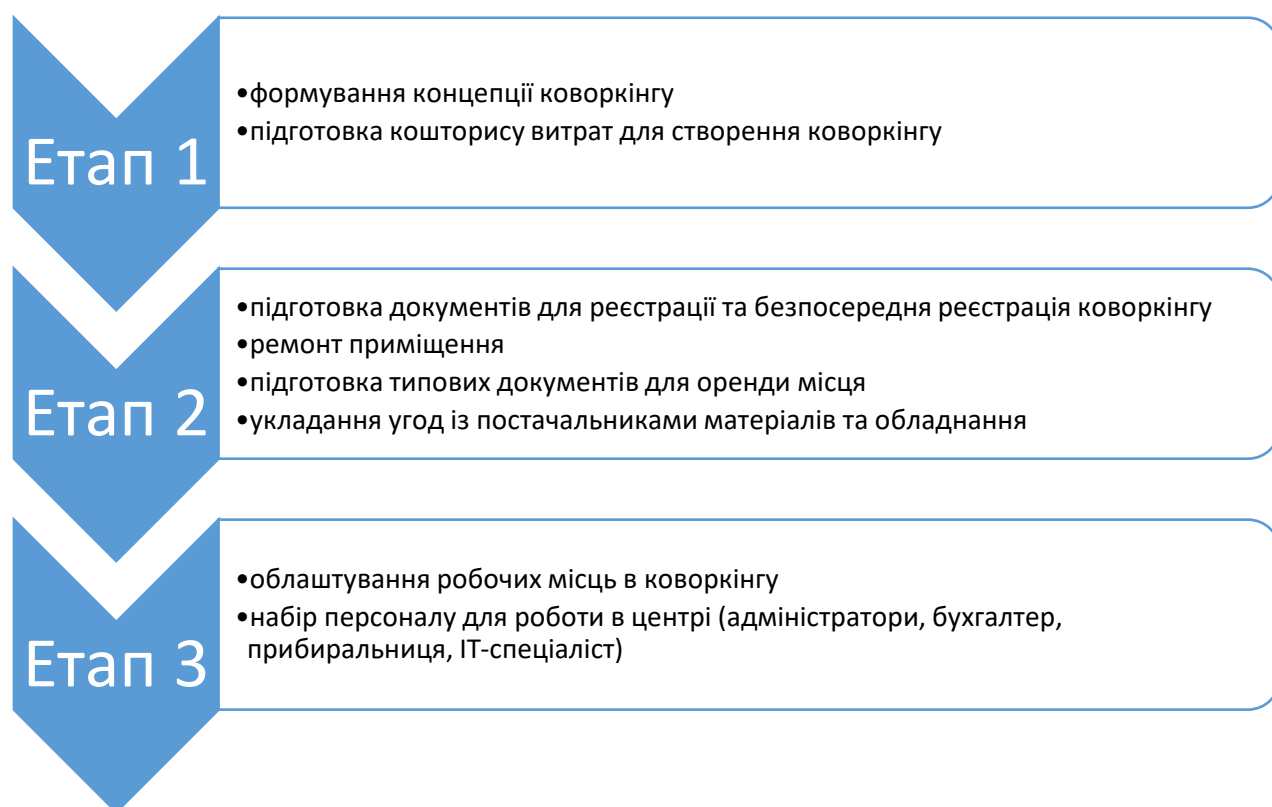 Етап 1
•формування концепції коворкінгу
•підготовка кошторису витрат для створення коворкінгу
Етап 2
•підготовка документів для реєстрації та безпосередня реєстрація коворкінгу
•ремонт приміщення
•підготовка типових документів для оренди місця
•укладання угод із постачальниками матеріалів та обладнання
Етап 3
•облаштування робочих місць в коворкінгу
•набір персоналу для роботи в центрі (адміністратори, бухгалтер,
прибиральниця, ІТ-спеціаліст)